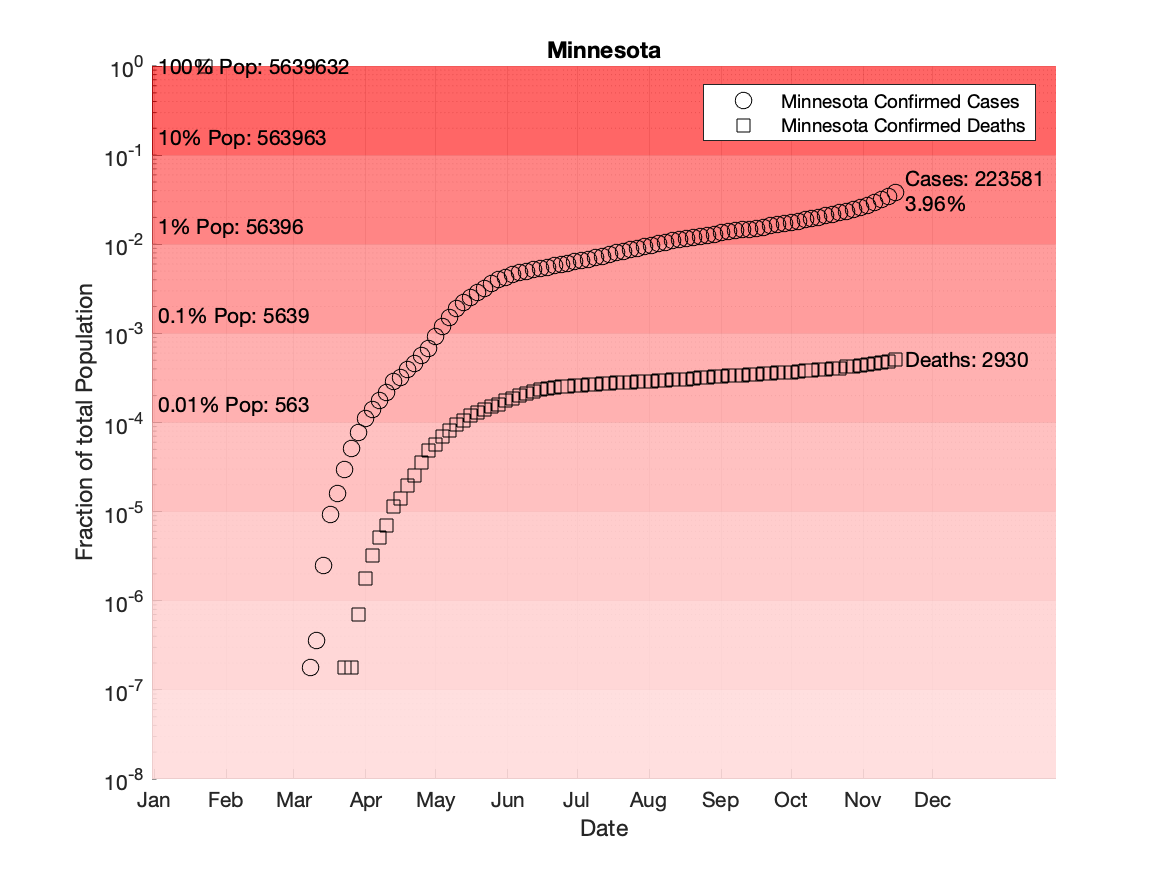 Minnesota
10^0
100% Pop: 5639632
Minnesota Confirmed Cases
Minnesota Confirmed Deaths
10% Pop: 563963
10^-1
Cases: 223581
3.96%
1% Pop: 56396
10^-2
0.1% Pop: 5639
10^-3
Deaths: 2930
0.01% Pop: 563
10^-4
10^-5
10^-6
10^-7
10^-8
Fraction of total Population
Jan Feb Mar Apr May Jun Jul Aug Sep Oct Nov Dec
Date